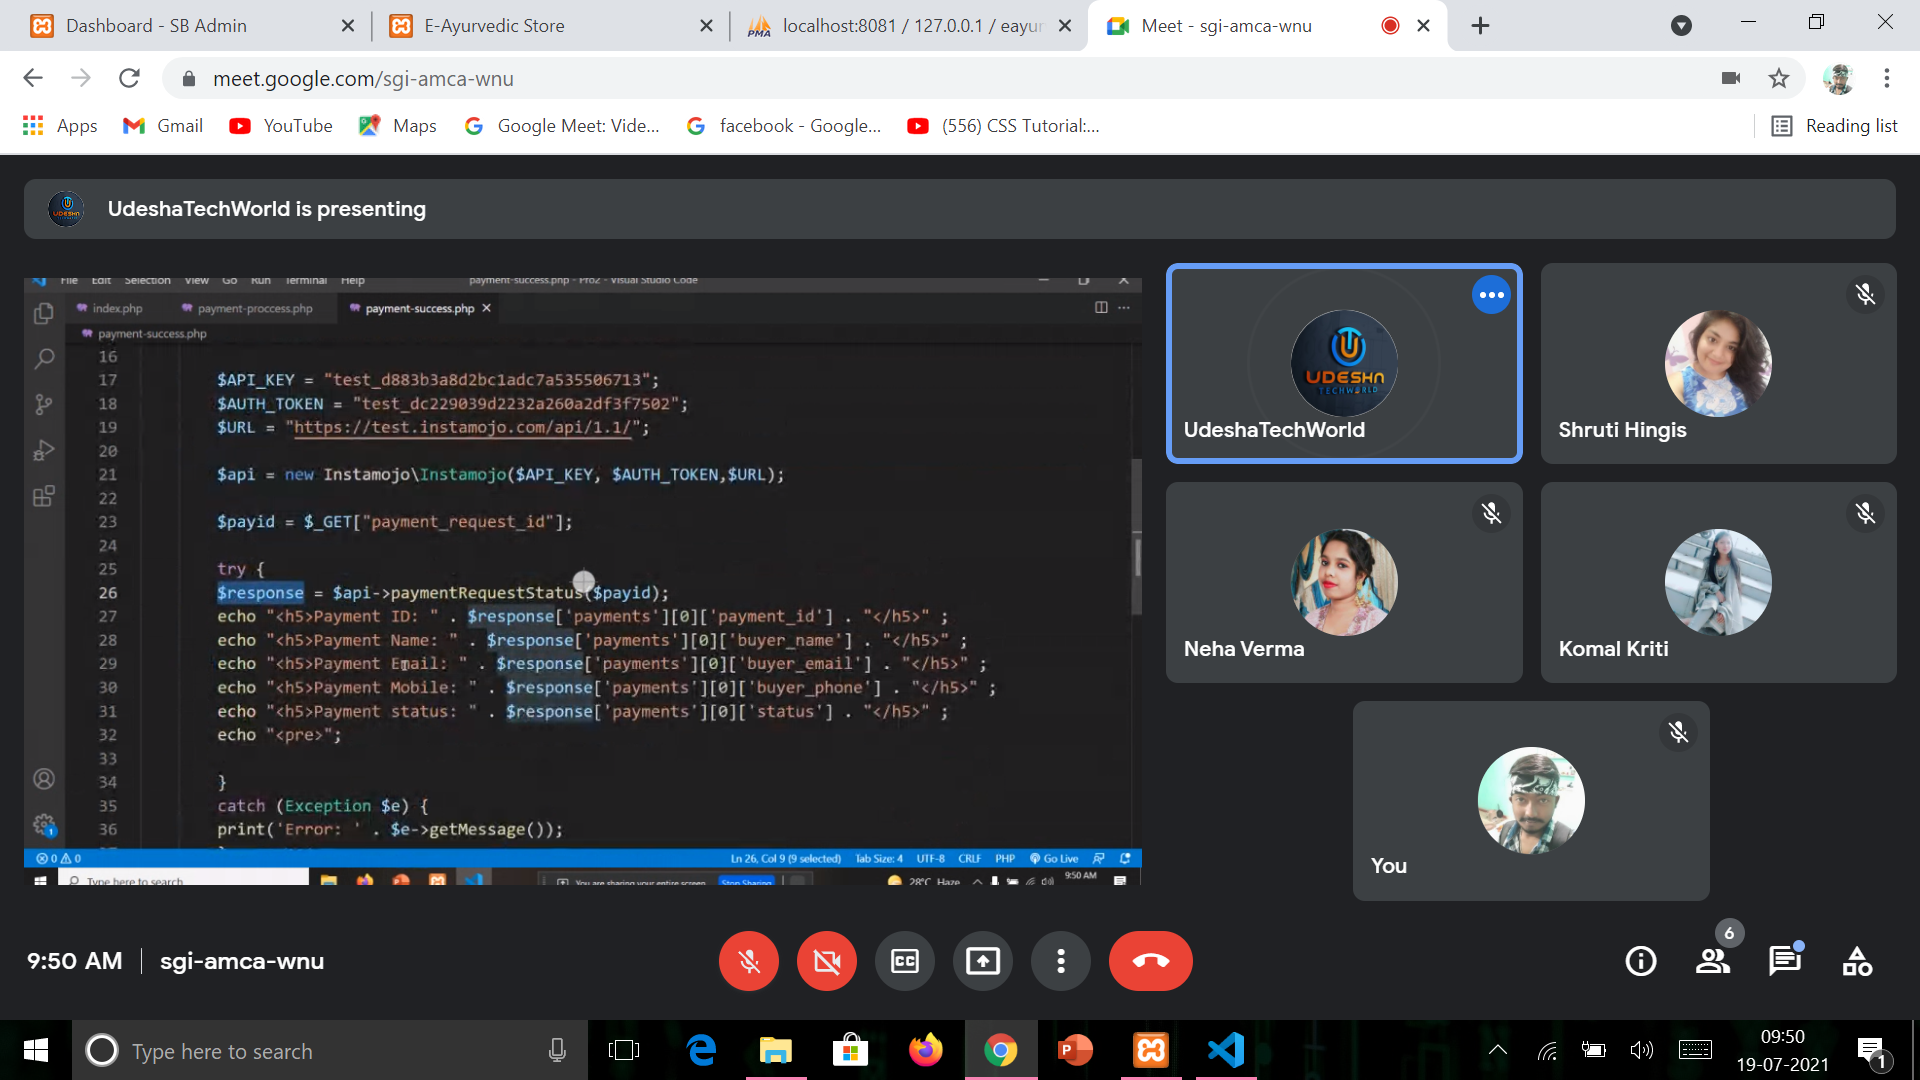 Dashboard - SB Admin
E-Ayurvedic Store
localhost:8081 / 127.0.0.1 / eayur
Meet - sgi-amca-wnu
meet.google.com/sgi-amca-wnu
Apps
Gmail
YouTube
Maps
Google Meet: Vide...
facebook - Google...
(556) CSS Tutorial:...
Reading list
UdeshaTechWorld is presenting
File Edit Selection View Go Run Terminal Help
payment-success.php - Pro2 - Visual Studio Code
index.php
payment-proccess.php
payment-success.php
payment-success.php
16
17 $API_KEY = "test_d883b3a8d2bc1adc7a535506713";
18 $AUTH_TOKEN = "test_dc229039d2232a260a2df3f7502";
19 $URL = "https://test.instamojo.com/api/1.1/";
20
21 $api = new Instamojo\Instamojo($API_KEY, $AUTH_TOKEN,$URL);
22
23 $payid = $_GET["payment_request_id"];
24
25 try {
26 $response = $api->paymentRequestStatus($payid);
27 echo "<h5>Payment ID: " . $response['payments'][0]['payment_id'] . "</h5>" ;
28 echo "<h5>Payment Name: " . $response['payments'][0]['buyer_name'] . "</h5>" ;
29 echo "<h5>Payment Email: " . $response['payments'][0]['buyer_email'] . "</h5>" ;
30 echo "<h5>Payment Mobile: " . $response['payments'][0]['buyer_phone'] . "</h5>" ;
31 echo "<h5>Payment status: " . $response['payments'][0]['status'] . "</h5>" ;
32 echo "<pre>";
33
34 }
35 catch (Exception $e) {
36 print('Error: ' . $e->getMessage());
0 0
Ln 26, Col 9 (9 selected) Tab Size: 4 UTF-8 CRLF PHP Go Live
Type here to search
You are sharing your entire screen
Stop Sharing
28°C Haze
9:50 AM
UDESHA
TECHWORLD
UdeshaTechWorld
Shruti Hingis
Neha Verma
Komal Kriti
You
9:50 AM
sgi-amca-wnu
6
Type here to search
09:50
19-07-2021
1